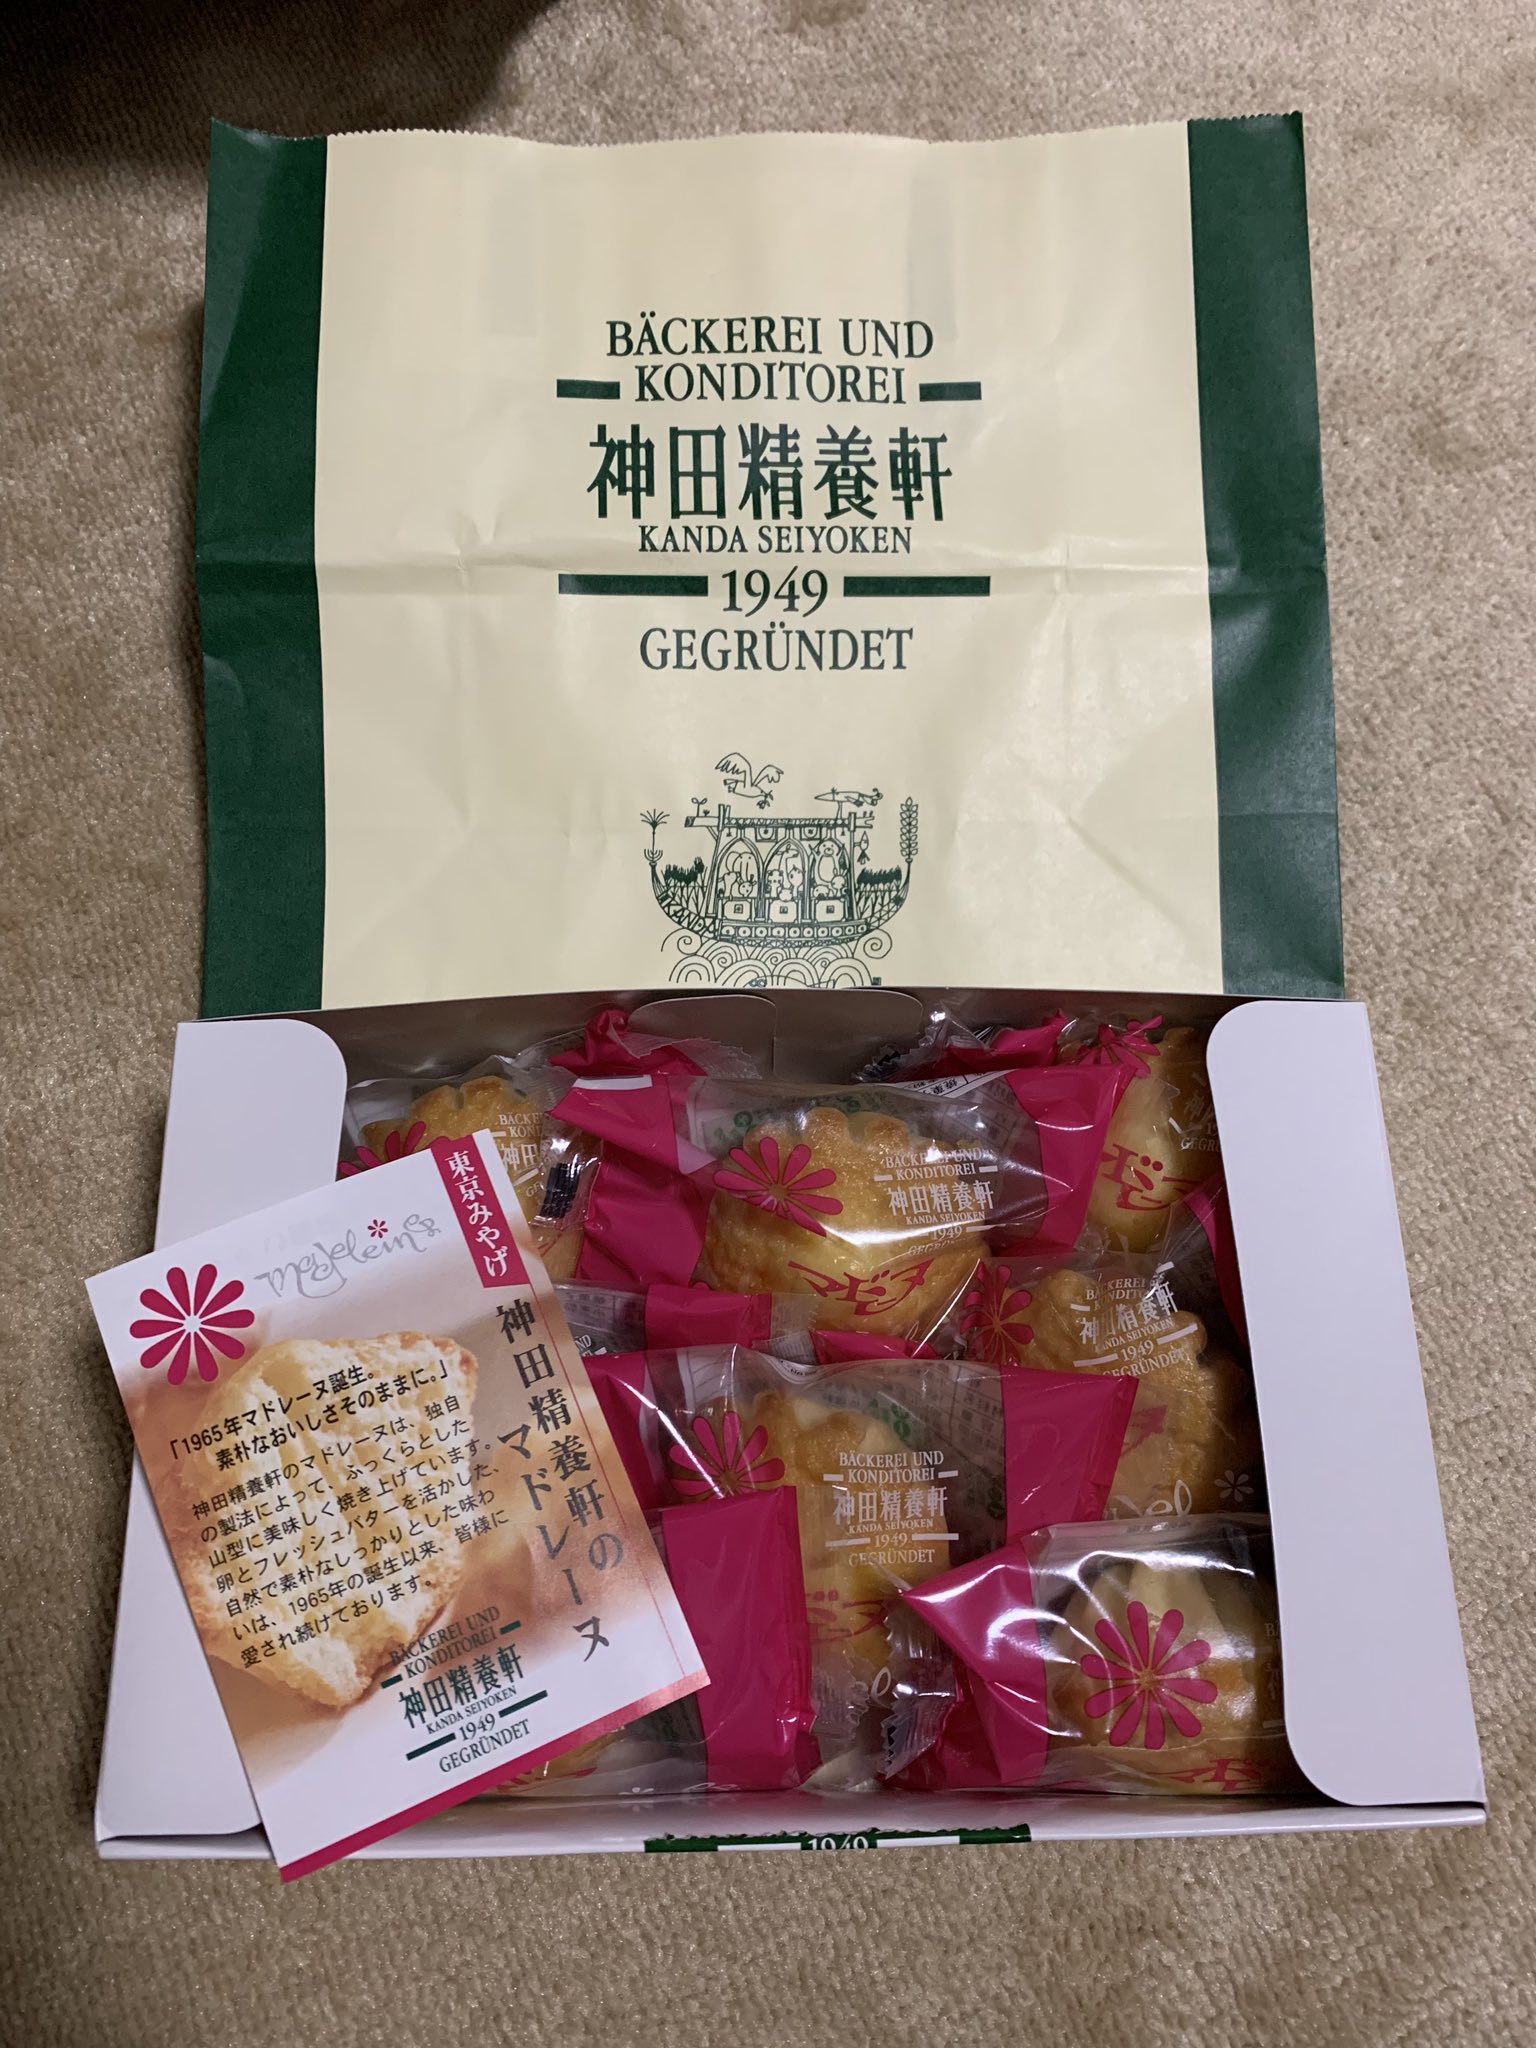 BÄCKEREI UND
KONDITOREI
神田精養軒
KANDA SEIYOKEN
1949
GEGRÜNDET
KANDA
東京みやげ
神田精養軒の
マドレーヌ
「1965年マドレーヌ誕生。
素朴なおいしさそのままに。」
神田精養軒のマドレーヌは、独自
の製法によって、ふっくらとした
山型に美味しく焼き上げています。
卵とフレッシュバターを活かした、
自然で素朴なしっかりとした味わ
いは、1965年の誕生以来、皆様に
愛され続けております。
BÄCKEREI UND
KONDITOREI
神田精養軒
KANDA SEIYOKEN
1949
GEGRÜNDET
BÄCKEREI UND
KONDITOREI
神田精養軒
KANDA SEIYOKEN
1949
マドレーヌ
BÄCKEREI UND
KONDITOREI
神田精養軒
KANDA SEIYOKEN
1949
GEGRÜNDET
BÄCKEREI UND
KONDITOREI
神田精養軒
KANDA SEIYOKEN
1949
GEGRÜNDET
1949